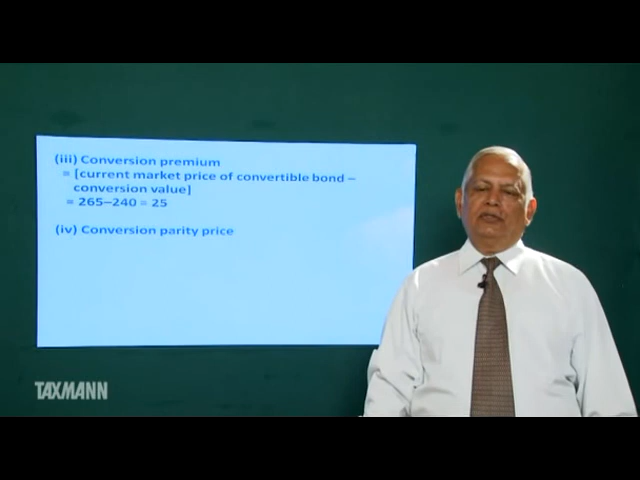 (iii) Conversion premium
= [current market price of convertible bond –
conversion value]
= 265–240 = 25
(iv) Conversion parity price
TAXMANN